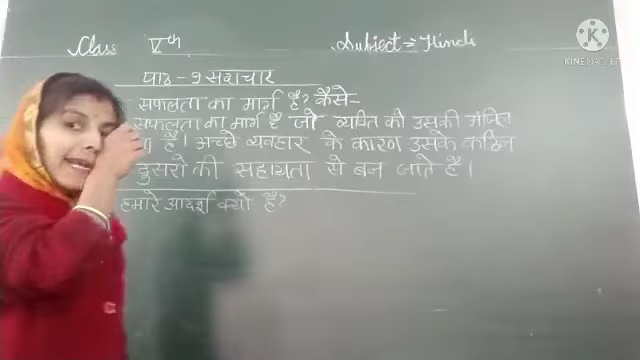 Class Vth Subject → Hindi
पाठ - 9 सदाचार
सफलता का मार्ग है? कैसे-
सफलता का मार्ग है जो व्यक्ति को उसकी मंजिल
है। अच्छे व्यवहार के कारण उसके कठिन
दुसरो की सहायता से बन जाते है।
हमारे आदर्श क्यो है?
KINEMASTER